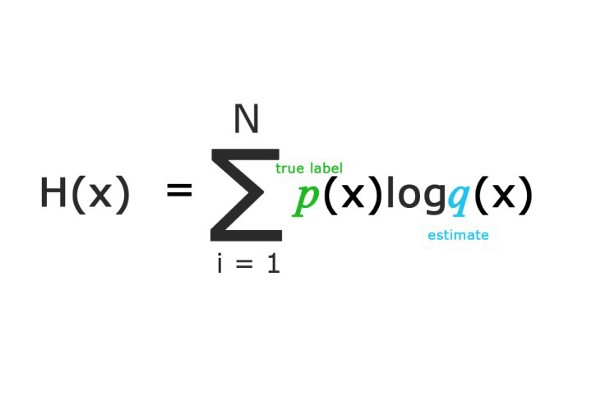 N
true label
H(x) = ∑ p(x)logq(x)
estimate
i = 1